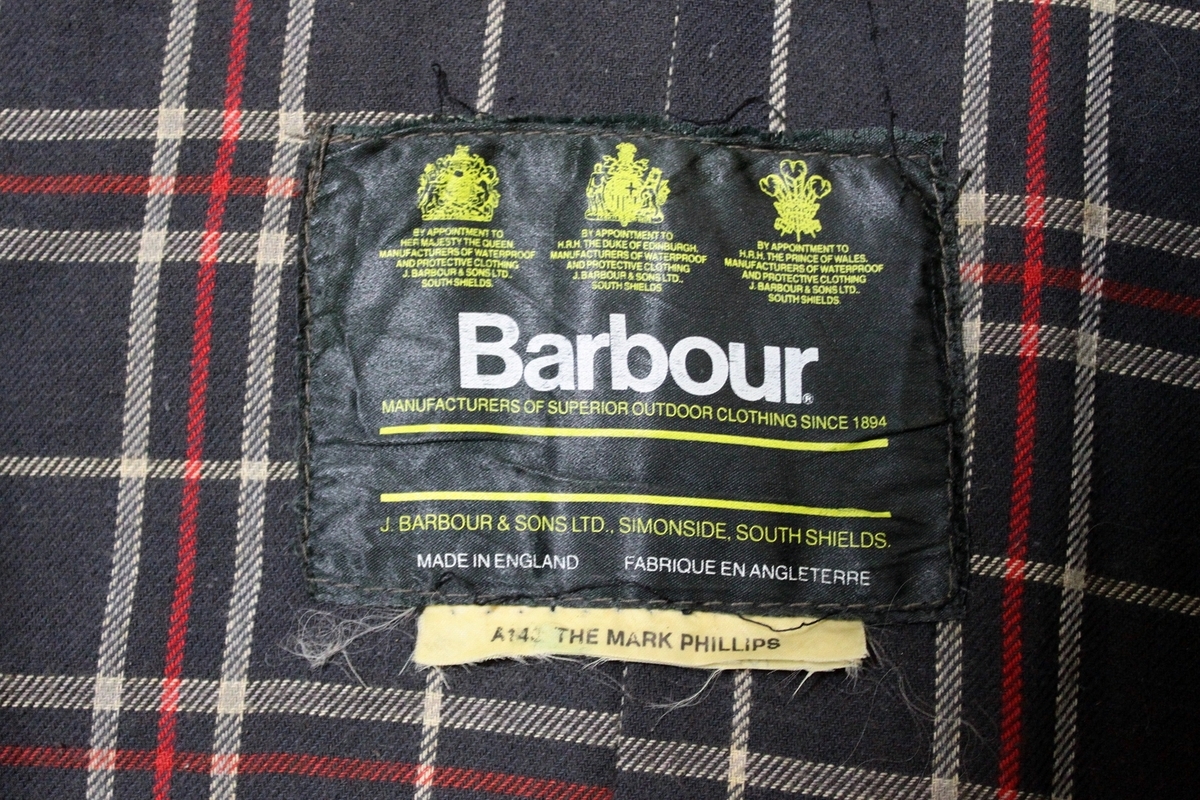 BY APPOINTMENT TO
HER MAJESTY THE QUEEN
MANUFACTURERS OF WATERPROOF
AND PROTECTIVE CLOTHING
J. BARBOUR & SONS LTD.
SOUTH SHIELDS.
BY APPOINTMENT TO
H.R.H. THE DUKE OF EDINBURGH,
MANUFACTURERS OF WATERPROOF
AND PROTECTIVE CLOTHING
J. BARBOUR & SONS LTD..
SOUTH SHIELDS.
BY APPOINTMENT TO
H.R.H. THE PRINCE OF WALES.
MANUFACTURERS OF WATERPROOF
AND PROTECTIVE CLOTHING
J. BARBOUR & SONS LTD..
SOUTH SHIELDS.
Barbour®
MANUFACTURERS OF SUPERIOR OUTDOOR CLOTHING SINCE 1894
J. BARBOUR & SONS LTD., SIMONSIDE, SOUTH SHIELDS.
MADE IN ENGLAND FABRIQUE EN ANGLETERRE
THE MARK PHILLIPS